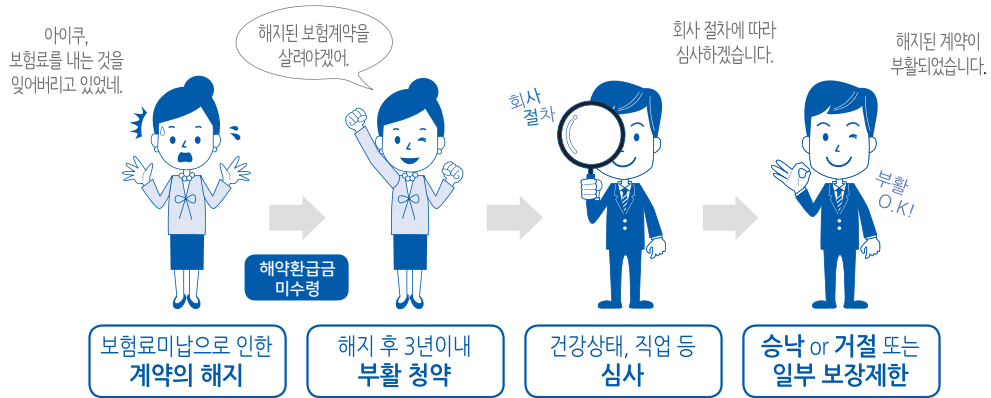 아이쿠,
보험료를 내는 것을
잊어버리고 있었네.
해지된 보험계약을
살려야겠어.
회사 절차에 따라
심사하겠습니다.
해지된 계약이
부활되었습니다.
회사
절차
부활
O.K!
해약환급금
미수령
보험료미납으로 인한
계약의 해지
해지 후 3년이내
부활 청약
건강상태, 직업 등
심사
승낙 or 거절 또는
일부 보장제한